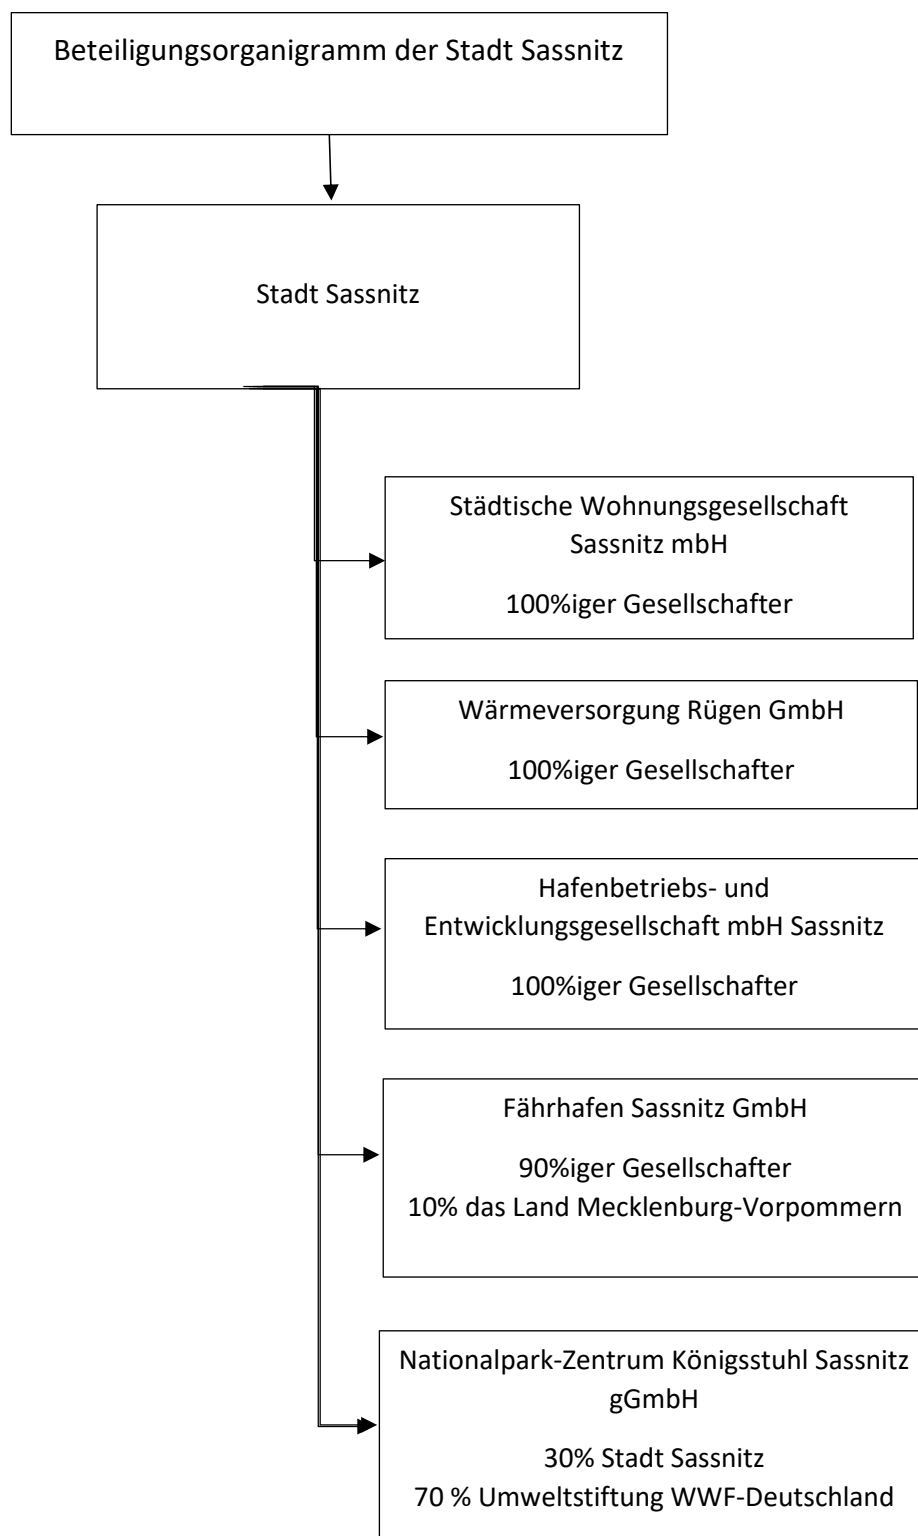 Beteiligungsorganigramm der Stadt Sassnitz
Stadt Sassnitz
Städtische Wohnungsgesellschaft
Sassnitz mbH
100%iger Gesellschafter
Wärmeversorgung Rügen GmbH
100%iger Gesellschafter
Hafenbetriebs- und
Entwicklungsgesellschaft mbH Sassnitz
100%iger Gesellschafter
Fährhafen Sassnitz GmbH
90%iger Gesellschafter
10% das Land Mecklenburg-Vorpommern
Nationalpark-Zentrum Königsstuhl Sassnitz
gGmbH
30% Stadt Sassnitz
70 % Umweltstiftung WWF-Deutschland